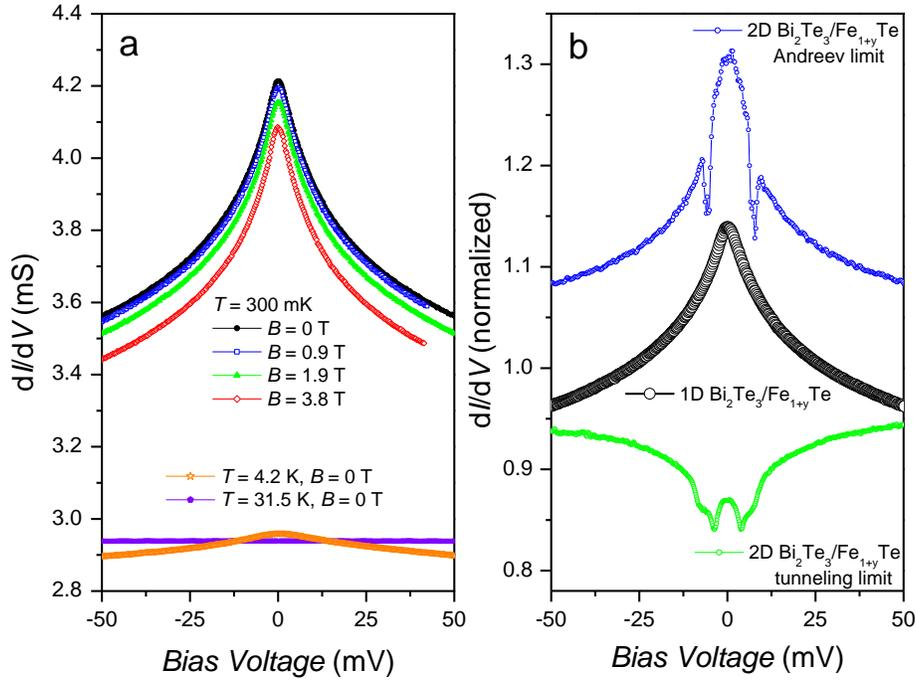 a
4.4
4.2
4.0
3.8
3.6
3.4
3.2
3.0
2.8
dI/dV (mS)
T = 300 mK
B = 0 T
B = 0.9 T
B = 1.9 T
B = 3.8 T
T = 4.2 K, B = 0 T
T = 31.5 K, B = 0 T
-50 -25 0 25 50
Bias Voltage (mV)
b
1.3
1.2
1.1
1.0
0.9
0.8
dI/dV (normalized)
2D Bi₂Te₃/Fe₁₊yTe
Andreev limit
1D Bi₂Te₃/Fe₁₊yTe
2D Bi₂Te₃/Fe₁₊yTe
tunneling limit
-50 -25 0 25 50
Bias Voltage (mV)